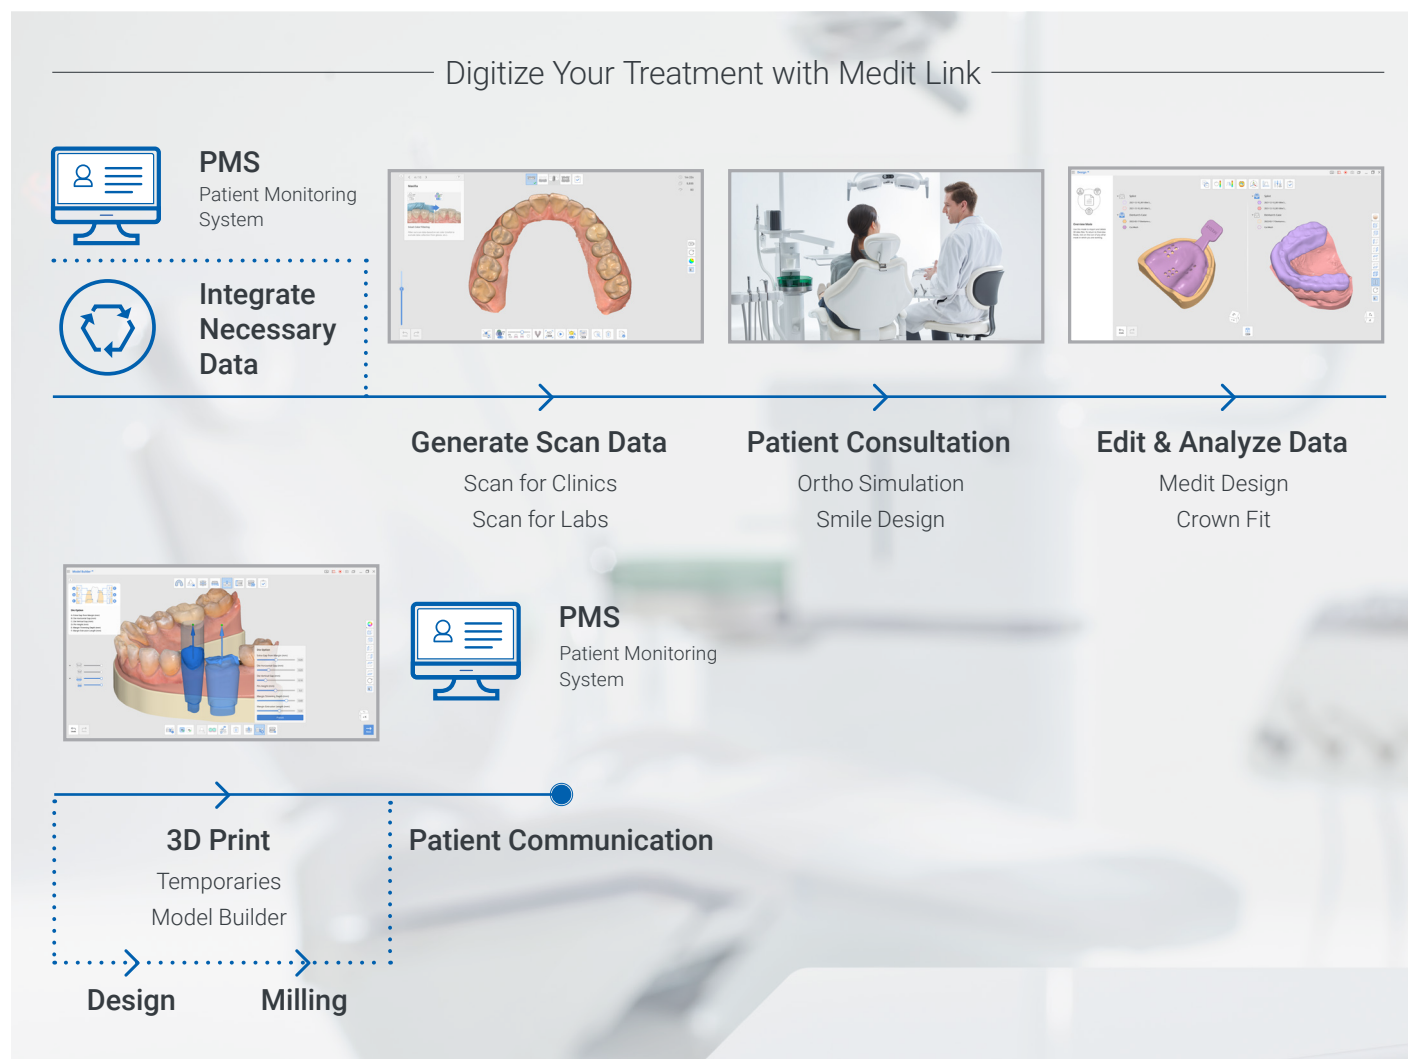 Digitize Your Treatment with Medit Link
PMS
Patient Monitoring
System
Integrate
Necessary
Data
Generate Scan Data
Scan for Clinics
Scan for Labs
Patient Consultation
Ortho Simulation
Smile Design
Edit & Analyze Data
Medit Design
Crown Fit
PMS
Patient Monitoring
System
3D Print
Temporaries
Model Builder
Patient Communication
Design
Milling